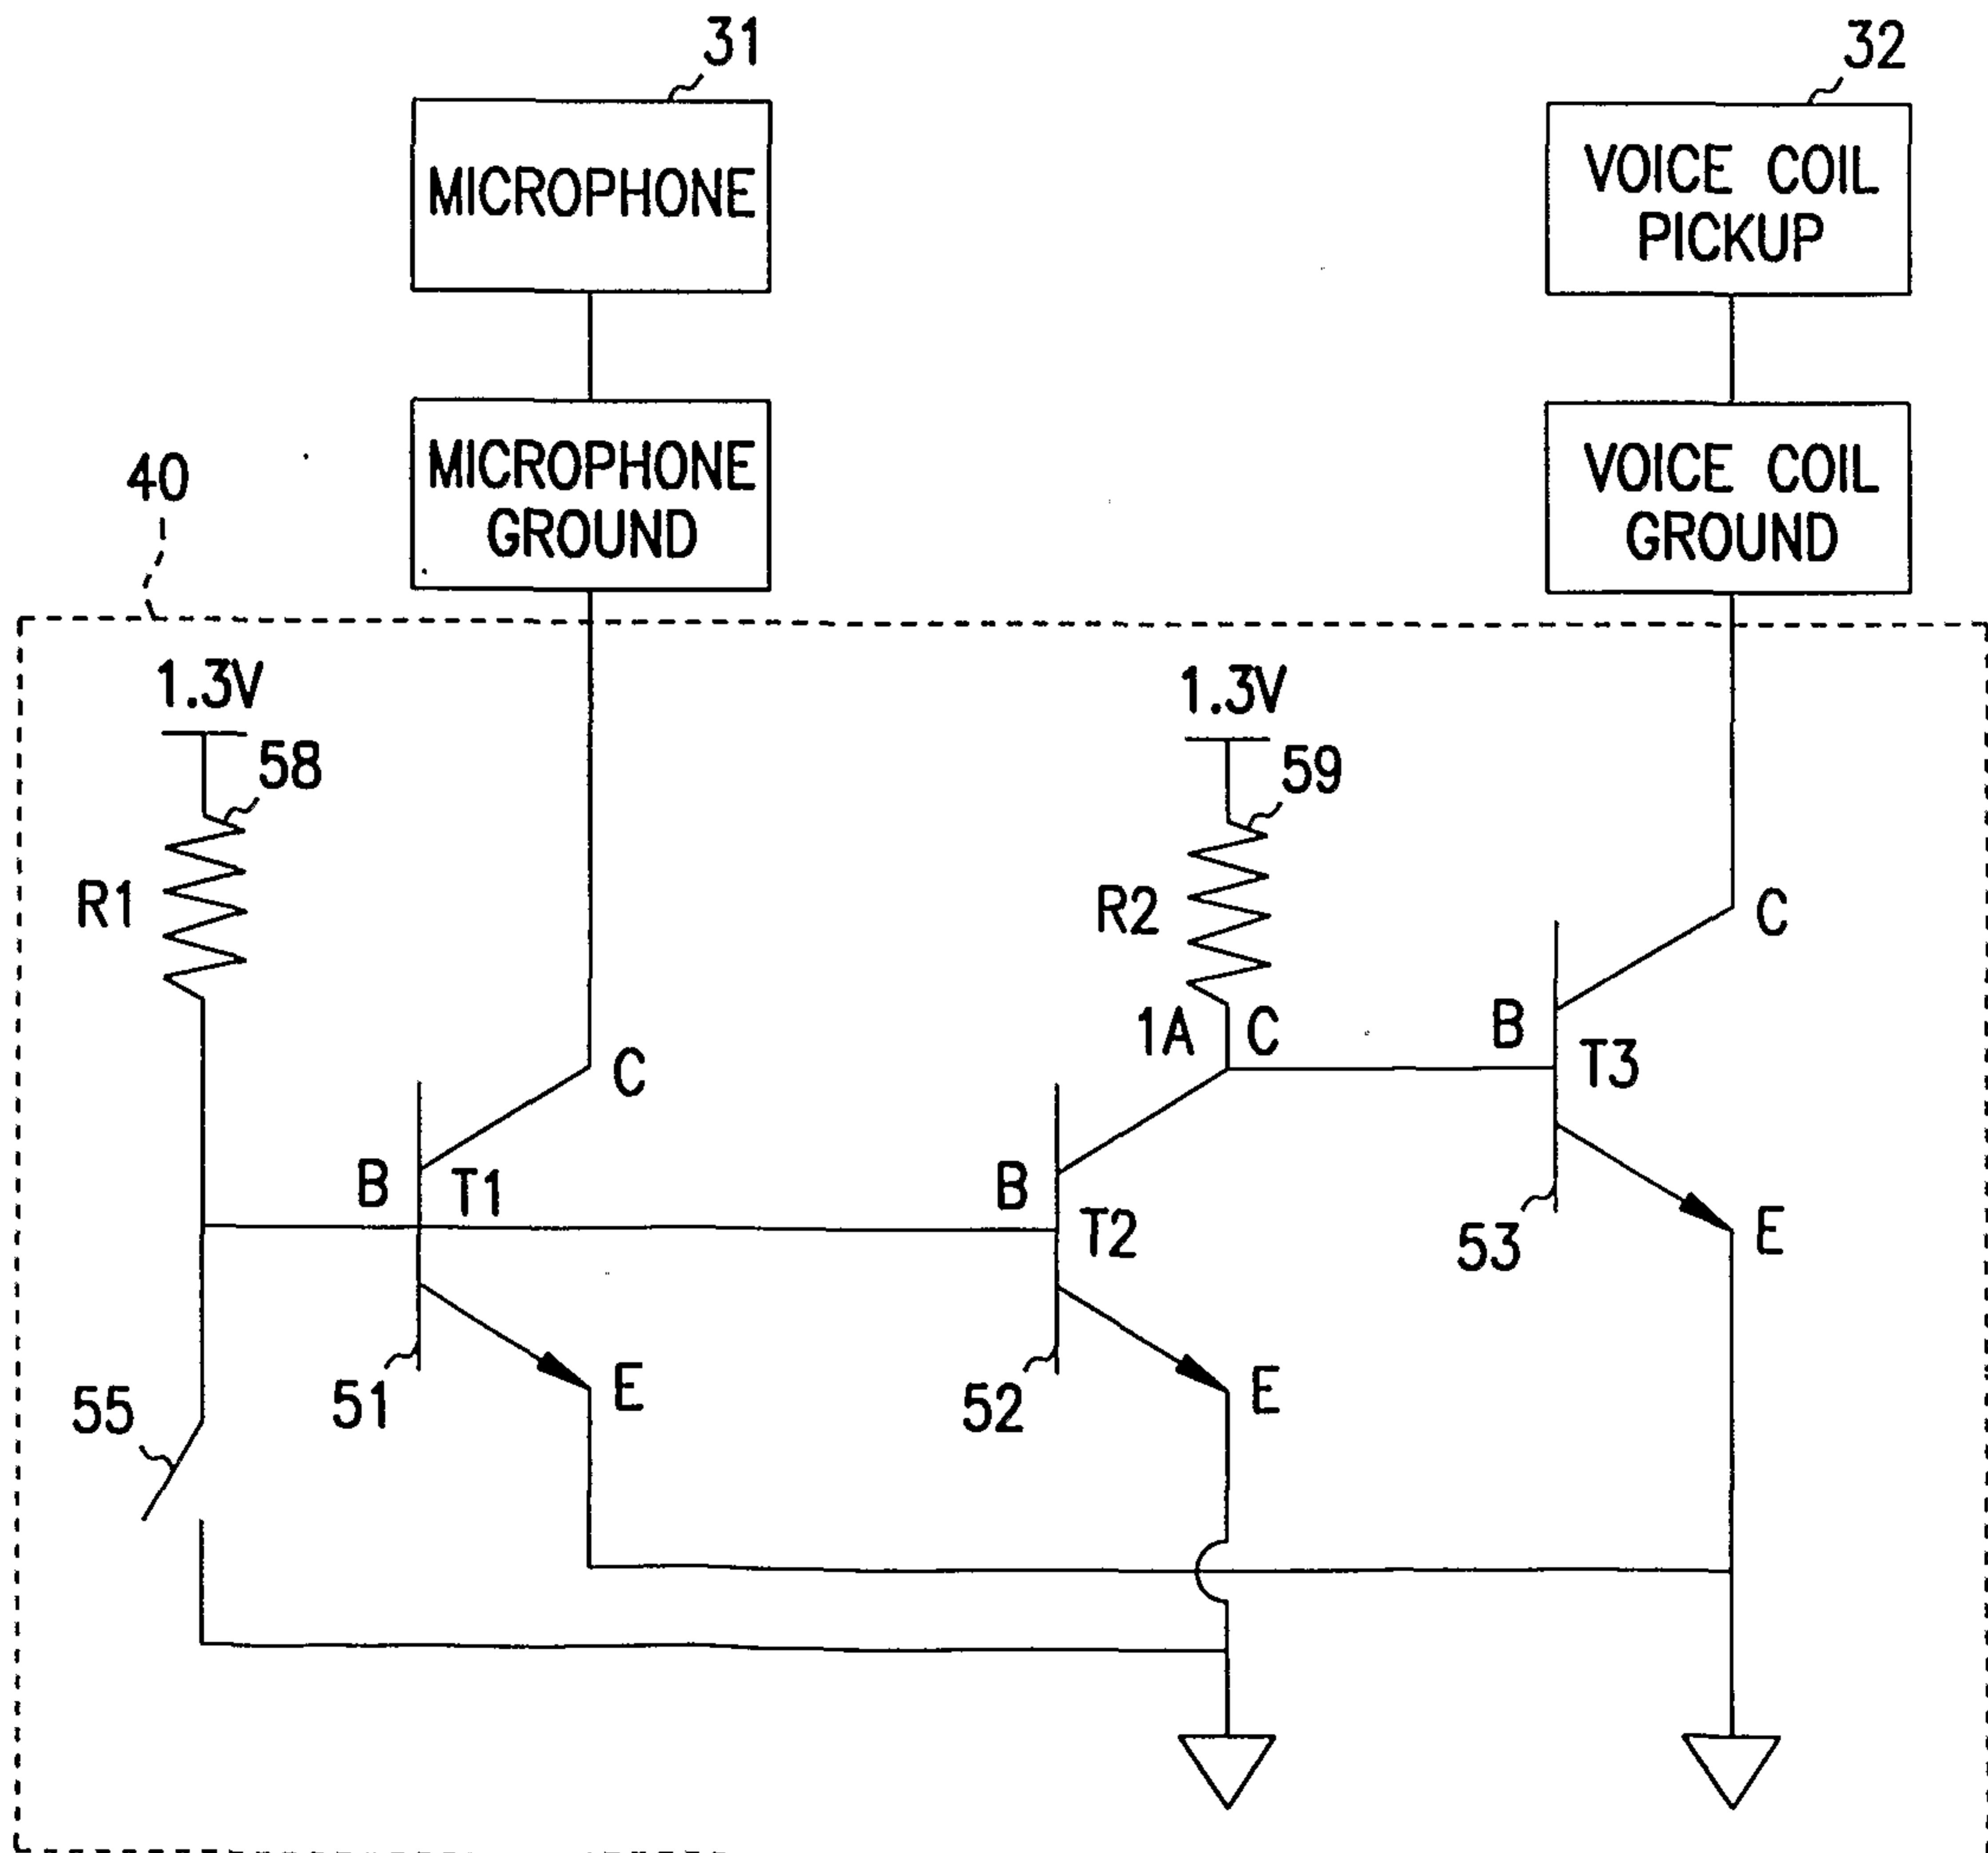 31
32
MICROPHONE
VOICE COIL
PICKUP
MICROPHONE
GROUND
VOICE COIL
GROUND
40
1.3V
1.3V
58
59
R1
R2
C
1A
C
B
T3
C
B
T1
B
T2
53
E
55
51
E
52
E